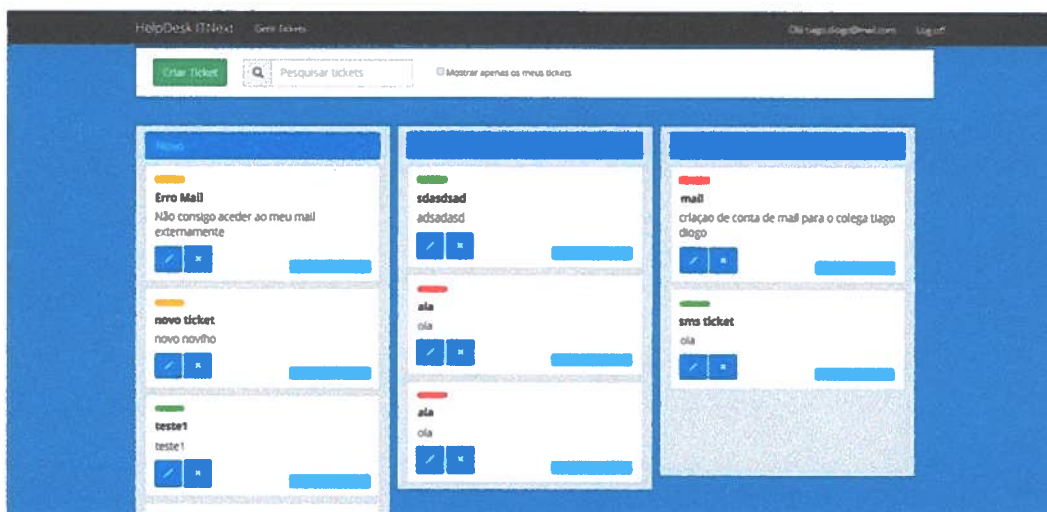 HelpDesk ITNext Gerir Tickets Olá tiago.diogo@mail.com Log off
Criar Ticket Pesquisar tickets Mostrar apenas os meus tickets
Novo
Erro Mail
Não consigo aceder ao meu mail
externamente
novo ticket
novo novlho
teste1
teste1
sdasdsad
adsadasd
ala
ola
ala
ola
mail
criaçao de conta de mail para o colega tiago
diogo
sms ticket
ola